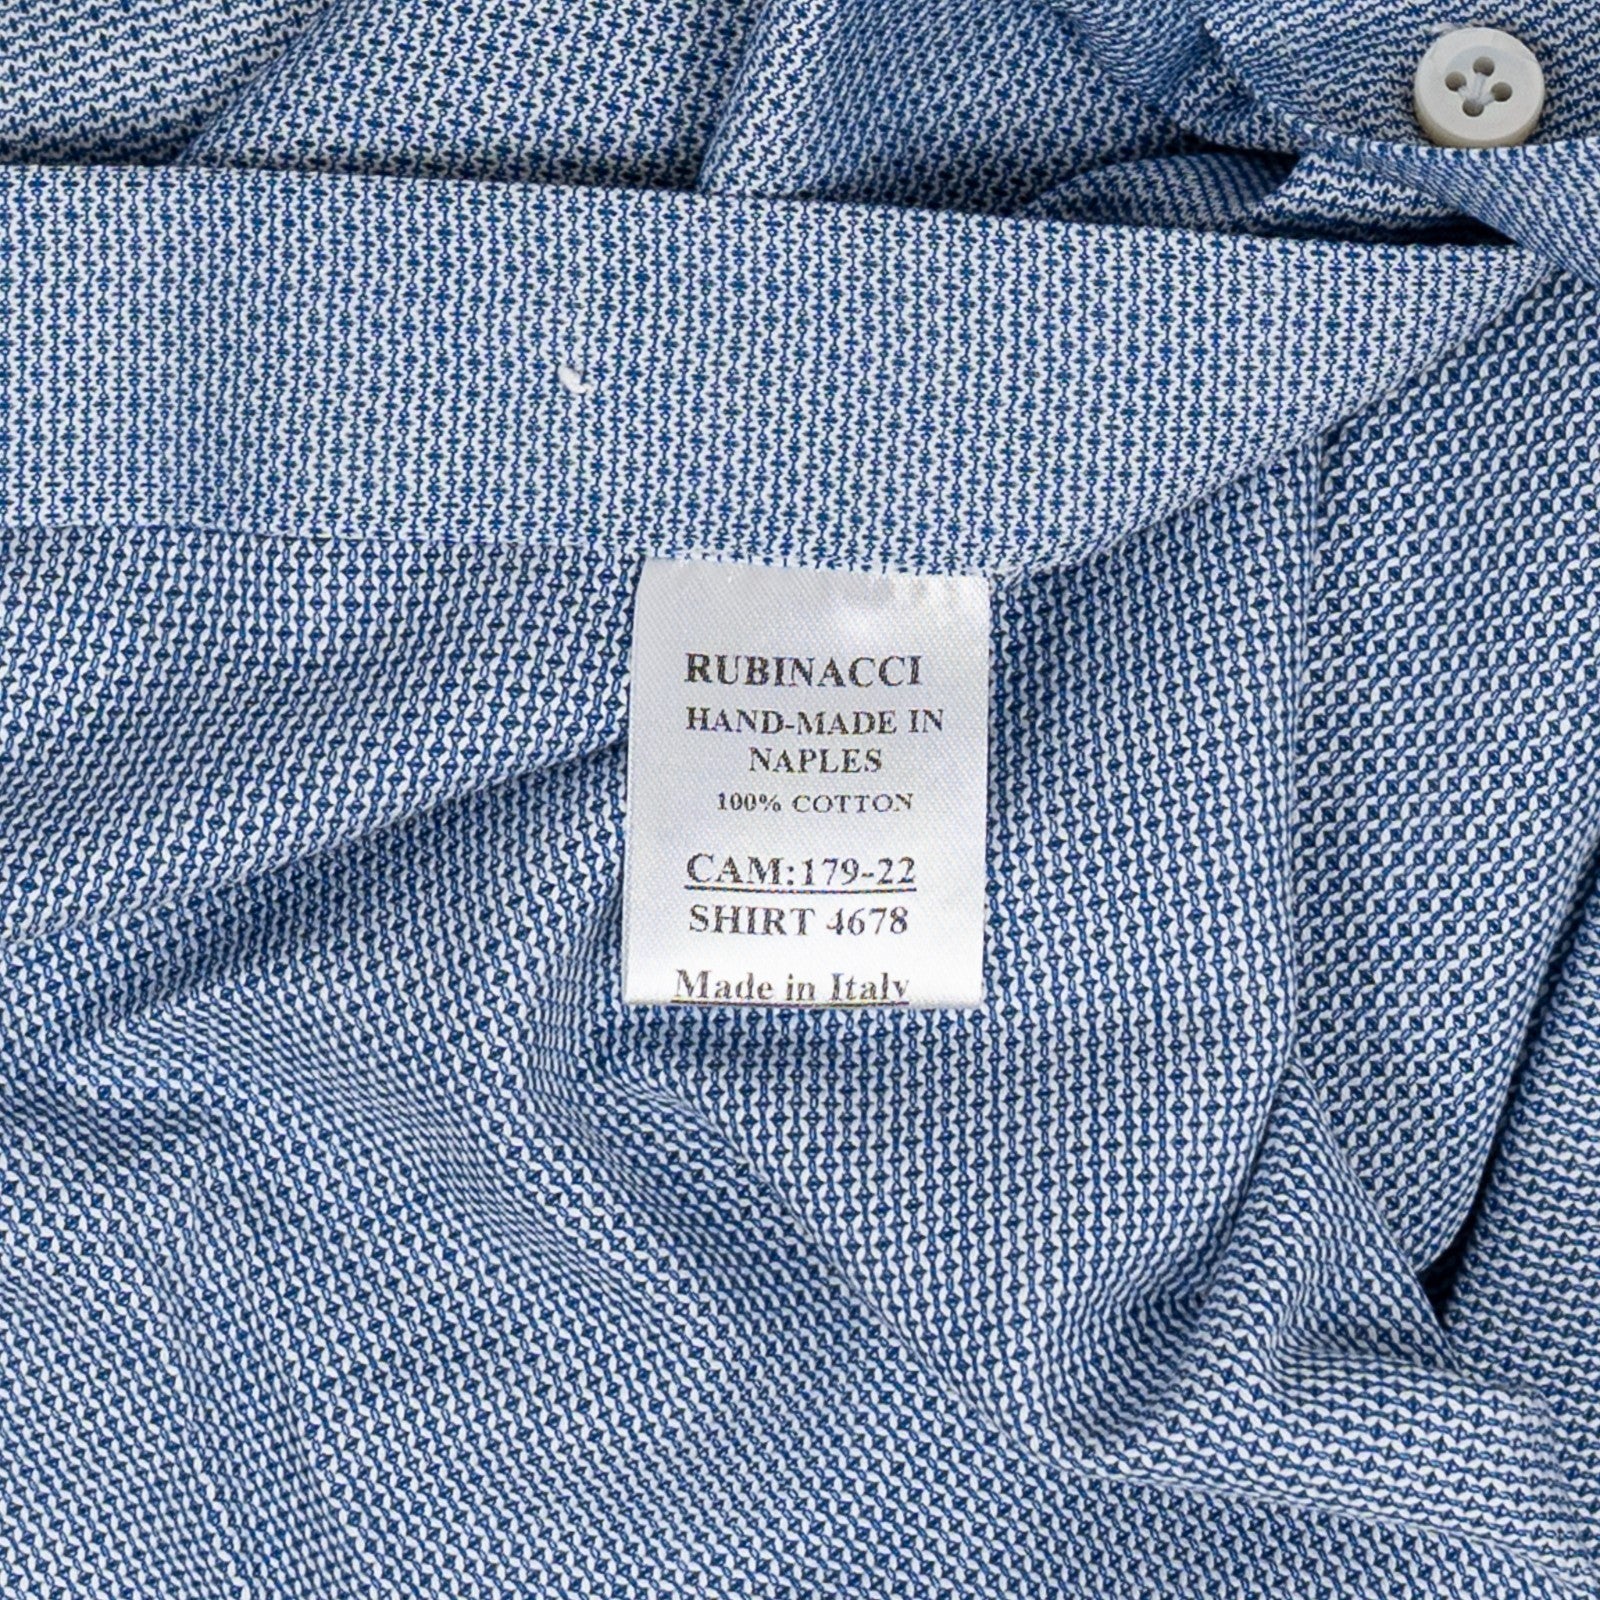 RUBINACCI
HAND-MADE IN
NAPLES
100% COTTON
CAM:179-22
SHIRT 4678
Made in Italy